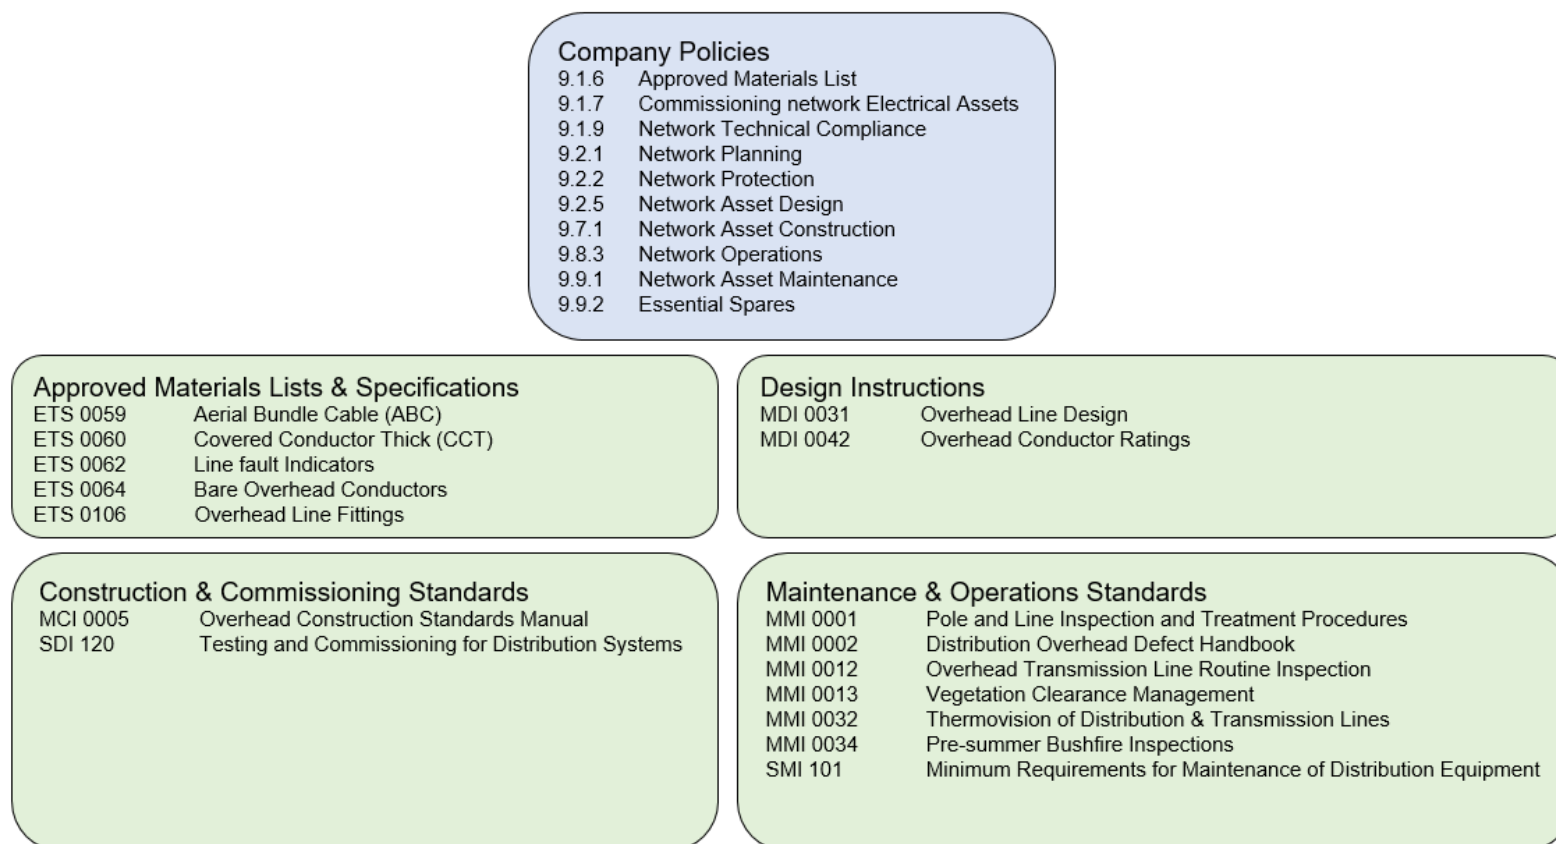 Company Policies
9.1.6 Approved Materials List
9.1.7 Commissioning network Electrical Assets
9.1.9 Network Technical Compliance
9.2.1 Network Planning
9.2.2 Network Protection
9.2.5 Network Asset Design
9.7.1 Network Asset Construction
9.8.3 Network Operations
9.9.1 Network Asset Maintenance
9.9.2 Essential Spares
Approved Materials Lists & Specifications
ETS 0059 Aerial Bundle Cable (ABC)
ETS 0060 Covered Conductor Thick (CCT)
ETS 0062 Line fault Indicators
ETS 0064 Bare Overhead Conductors
ETS 0106 Overhead Line Fittings
Design Instructions
MDI 0031 Overhead Line Design
MDI 0042 Overhead Conductor Ratings
Construction & Commissioning Standards
MCI 0005 Overhead Construction Standards Manual
SDI 120 Testing and Commissioning for Distribution Systems
Maintenance & Operations Standards
MMI 0001 Pole and Line Inspection and Treatment Procedures
MMI 0002 Distribution Overhead Defect Handbook
MMI 0012 Overhead Transmission Line Routine Inspection
MMI 0013 Vegetation Clearance Management
MMI 0032 Thermovision of Distribution & Transmission Lines
MMI 0034 Pre-summer Bushfire Inspections
SMI 101 Minimum Requirements for Maintenance of Distribution Equipment